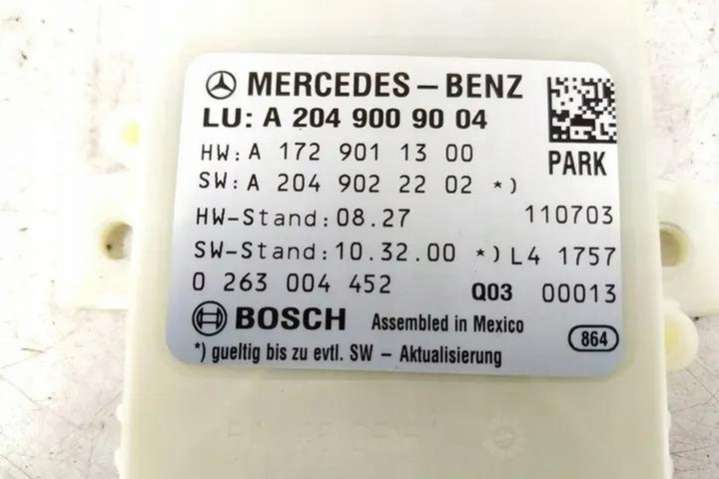 MERCEDES-BENZ
LU: A 204 900 90 04
HW: A 172 901 13 00
PARK
SW: A 204 902 22 02 *)
HW-Stand: 08.27 110703
SW-Stand: 10.32.00 *) L4 1757
0 263 004 452 Q03 00013
BOSCH Assembled in Mexico 864
*) gueltig bis zu evtl. SW - Aktualisierung